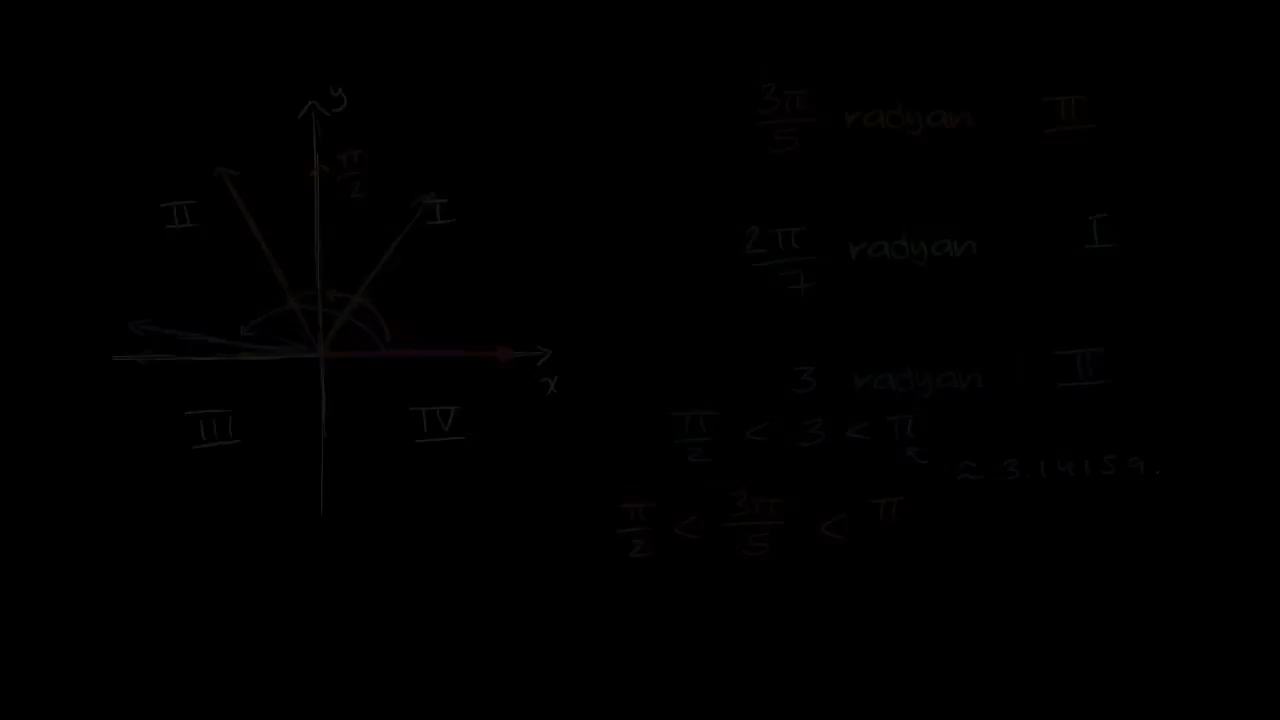 y
π/2
II
I
x
III
IV
3π/5 radyan II
2π/7 radyan I
3 radyan II
π/2 < 3 < π
≈ 3.14159.
π/2 < 3π/5 < π